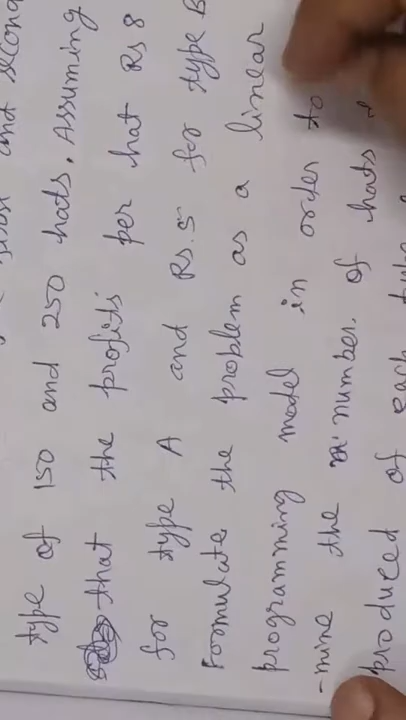 and second
type of 150 and 250 hats. Assuming
that the profits per hat Rs 8
for type A and Rs. 5 for type B
Formulate the problem as a linear
programming model in order to
-mine the number. of hats
produced of each